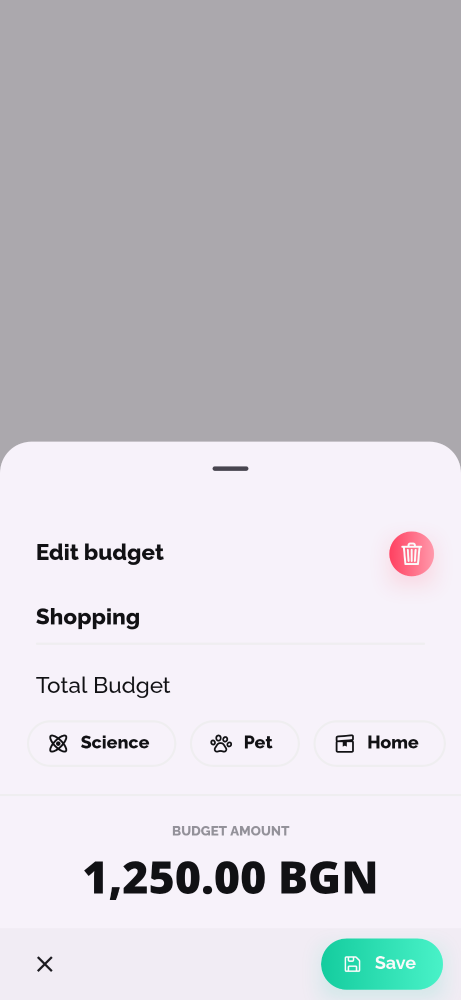 Edit budget
Shopping
Total Budget
Science Pet Home
BUDGET AMOUNT
1,250.00 BGN
Save